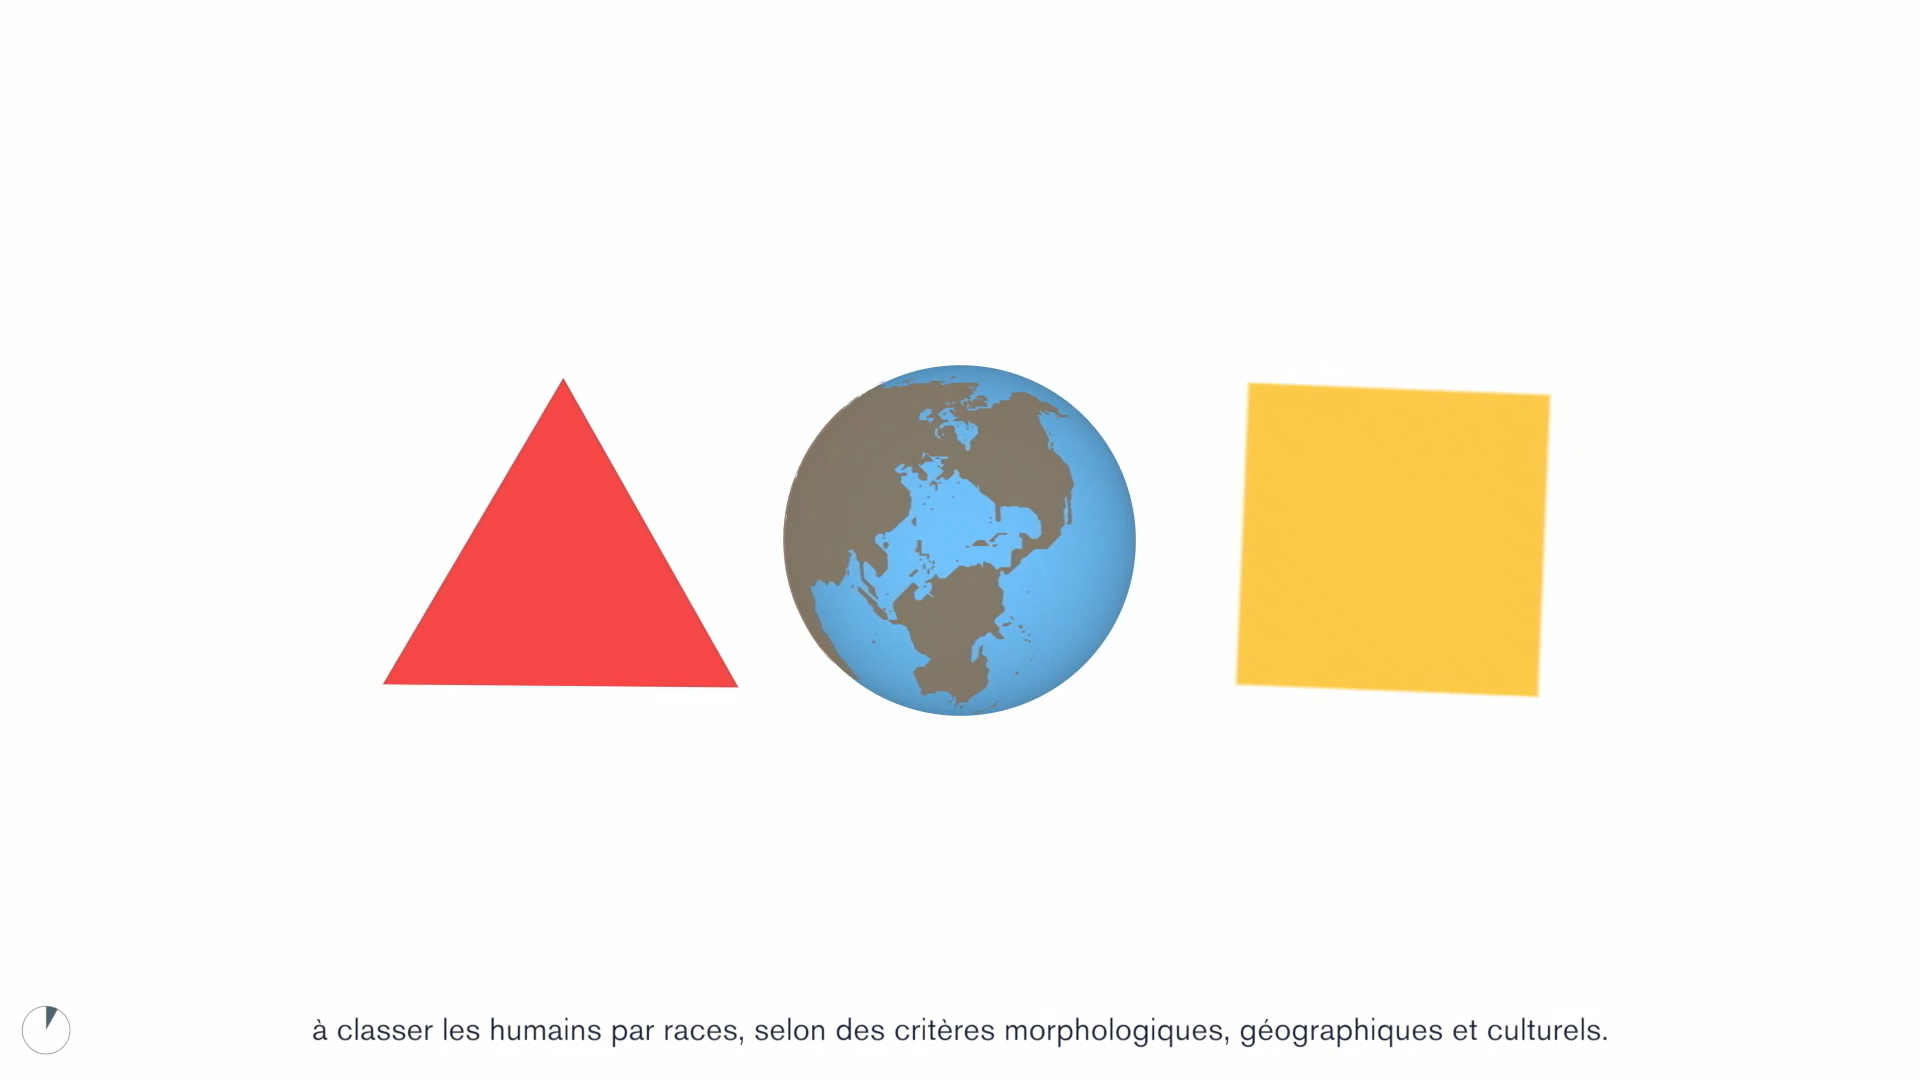 à classer les humains par races, selon des critères morphologiques, géographiques et culturels.